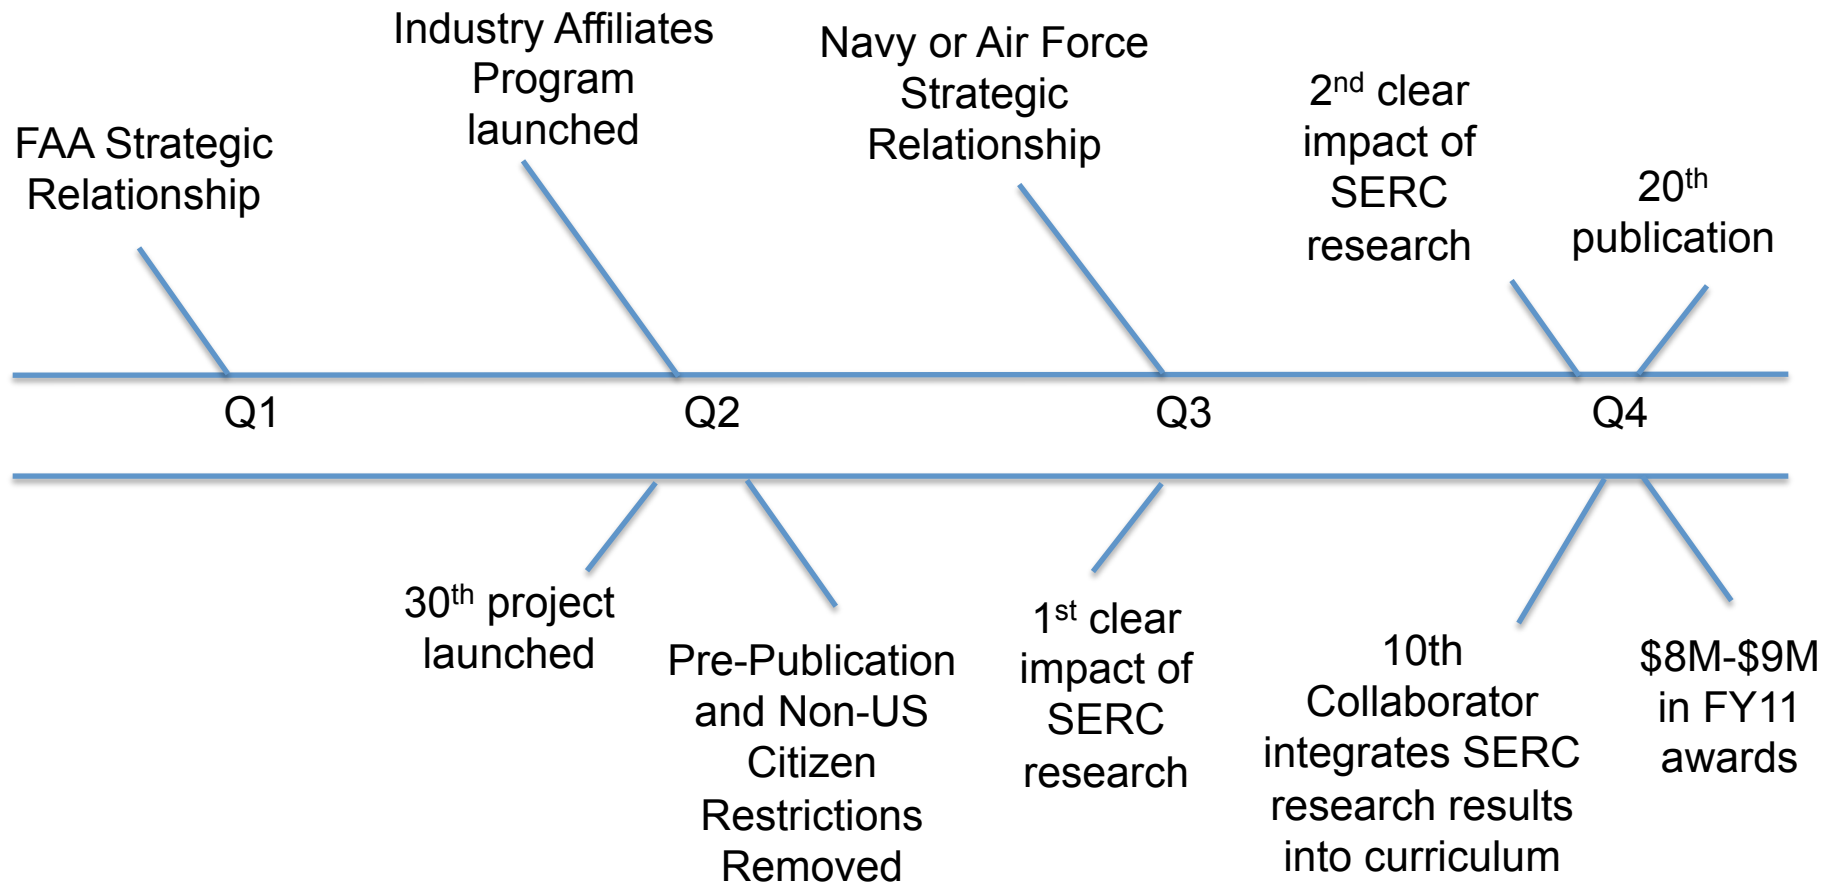 FAA Strategic
Relationship
Industry Affiliates
Program
launched
Navy or Air Force
Strategic
Relationship
2nd clear
impact of
SERC
research
20th
publication
Q1
Q2
Q3
Q4
30th project
launched
Pre-Publication
and Non-US
Citizen
Restrictions
Removed
1st clear
impact of
SERC
research
10th
Collaborator
integrates SERC
research results
into curriculum
$8M-$9M
in FY11
awards